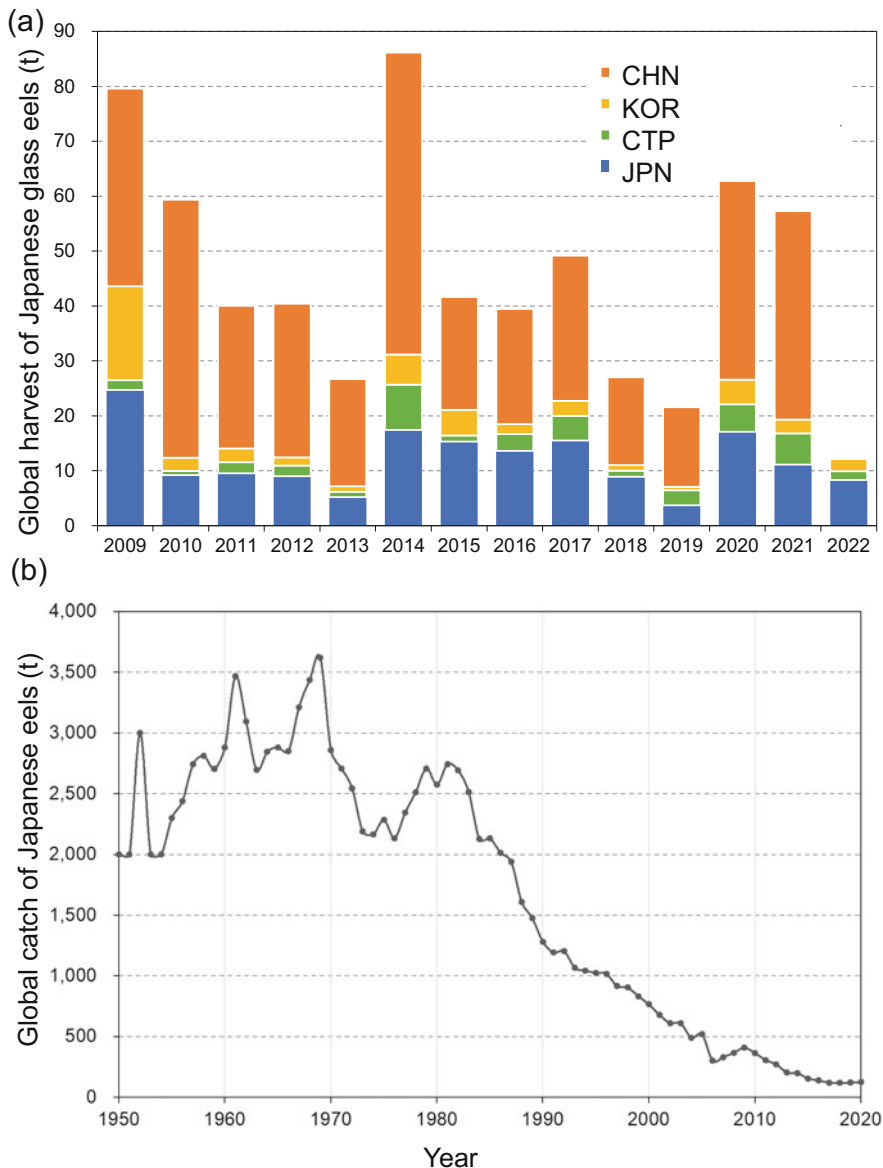 (a)
Global harvest of Japanese glass eels (t)
90
80
70
60
50
40
30
20
10
0
CHN
KOR
CTP
JPN
2009 2010 2011 2012 2013 2014 2015 2016 2017 2018 2019 2020 2021 2022
(b)
Global catch of Japanese eels (t)
4,000
3,500
3,000
2,500
2,000
1,500
1,000
500
0
1950 1960 1970 1980 1990 2000 2010 2020
Year